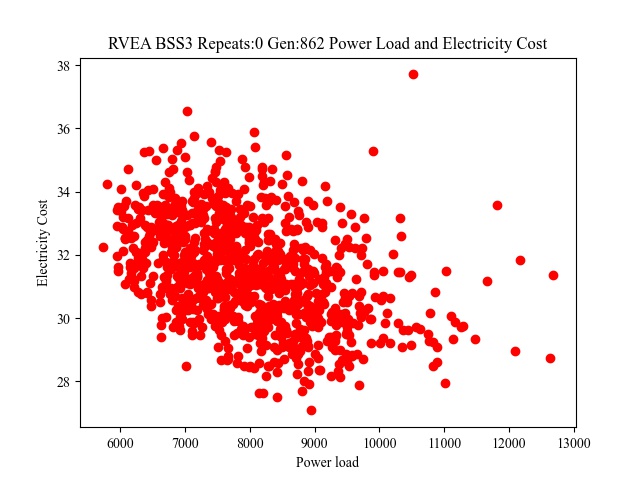 RVEA BSS3 Repeats:0 Gen:862 Power Load and Electricity Cost
38
36
34
32
30
28
Electricity Cost
6000 7000 8000 9000 10000 11000 12000 13000
Power load